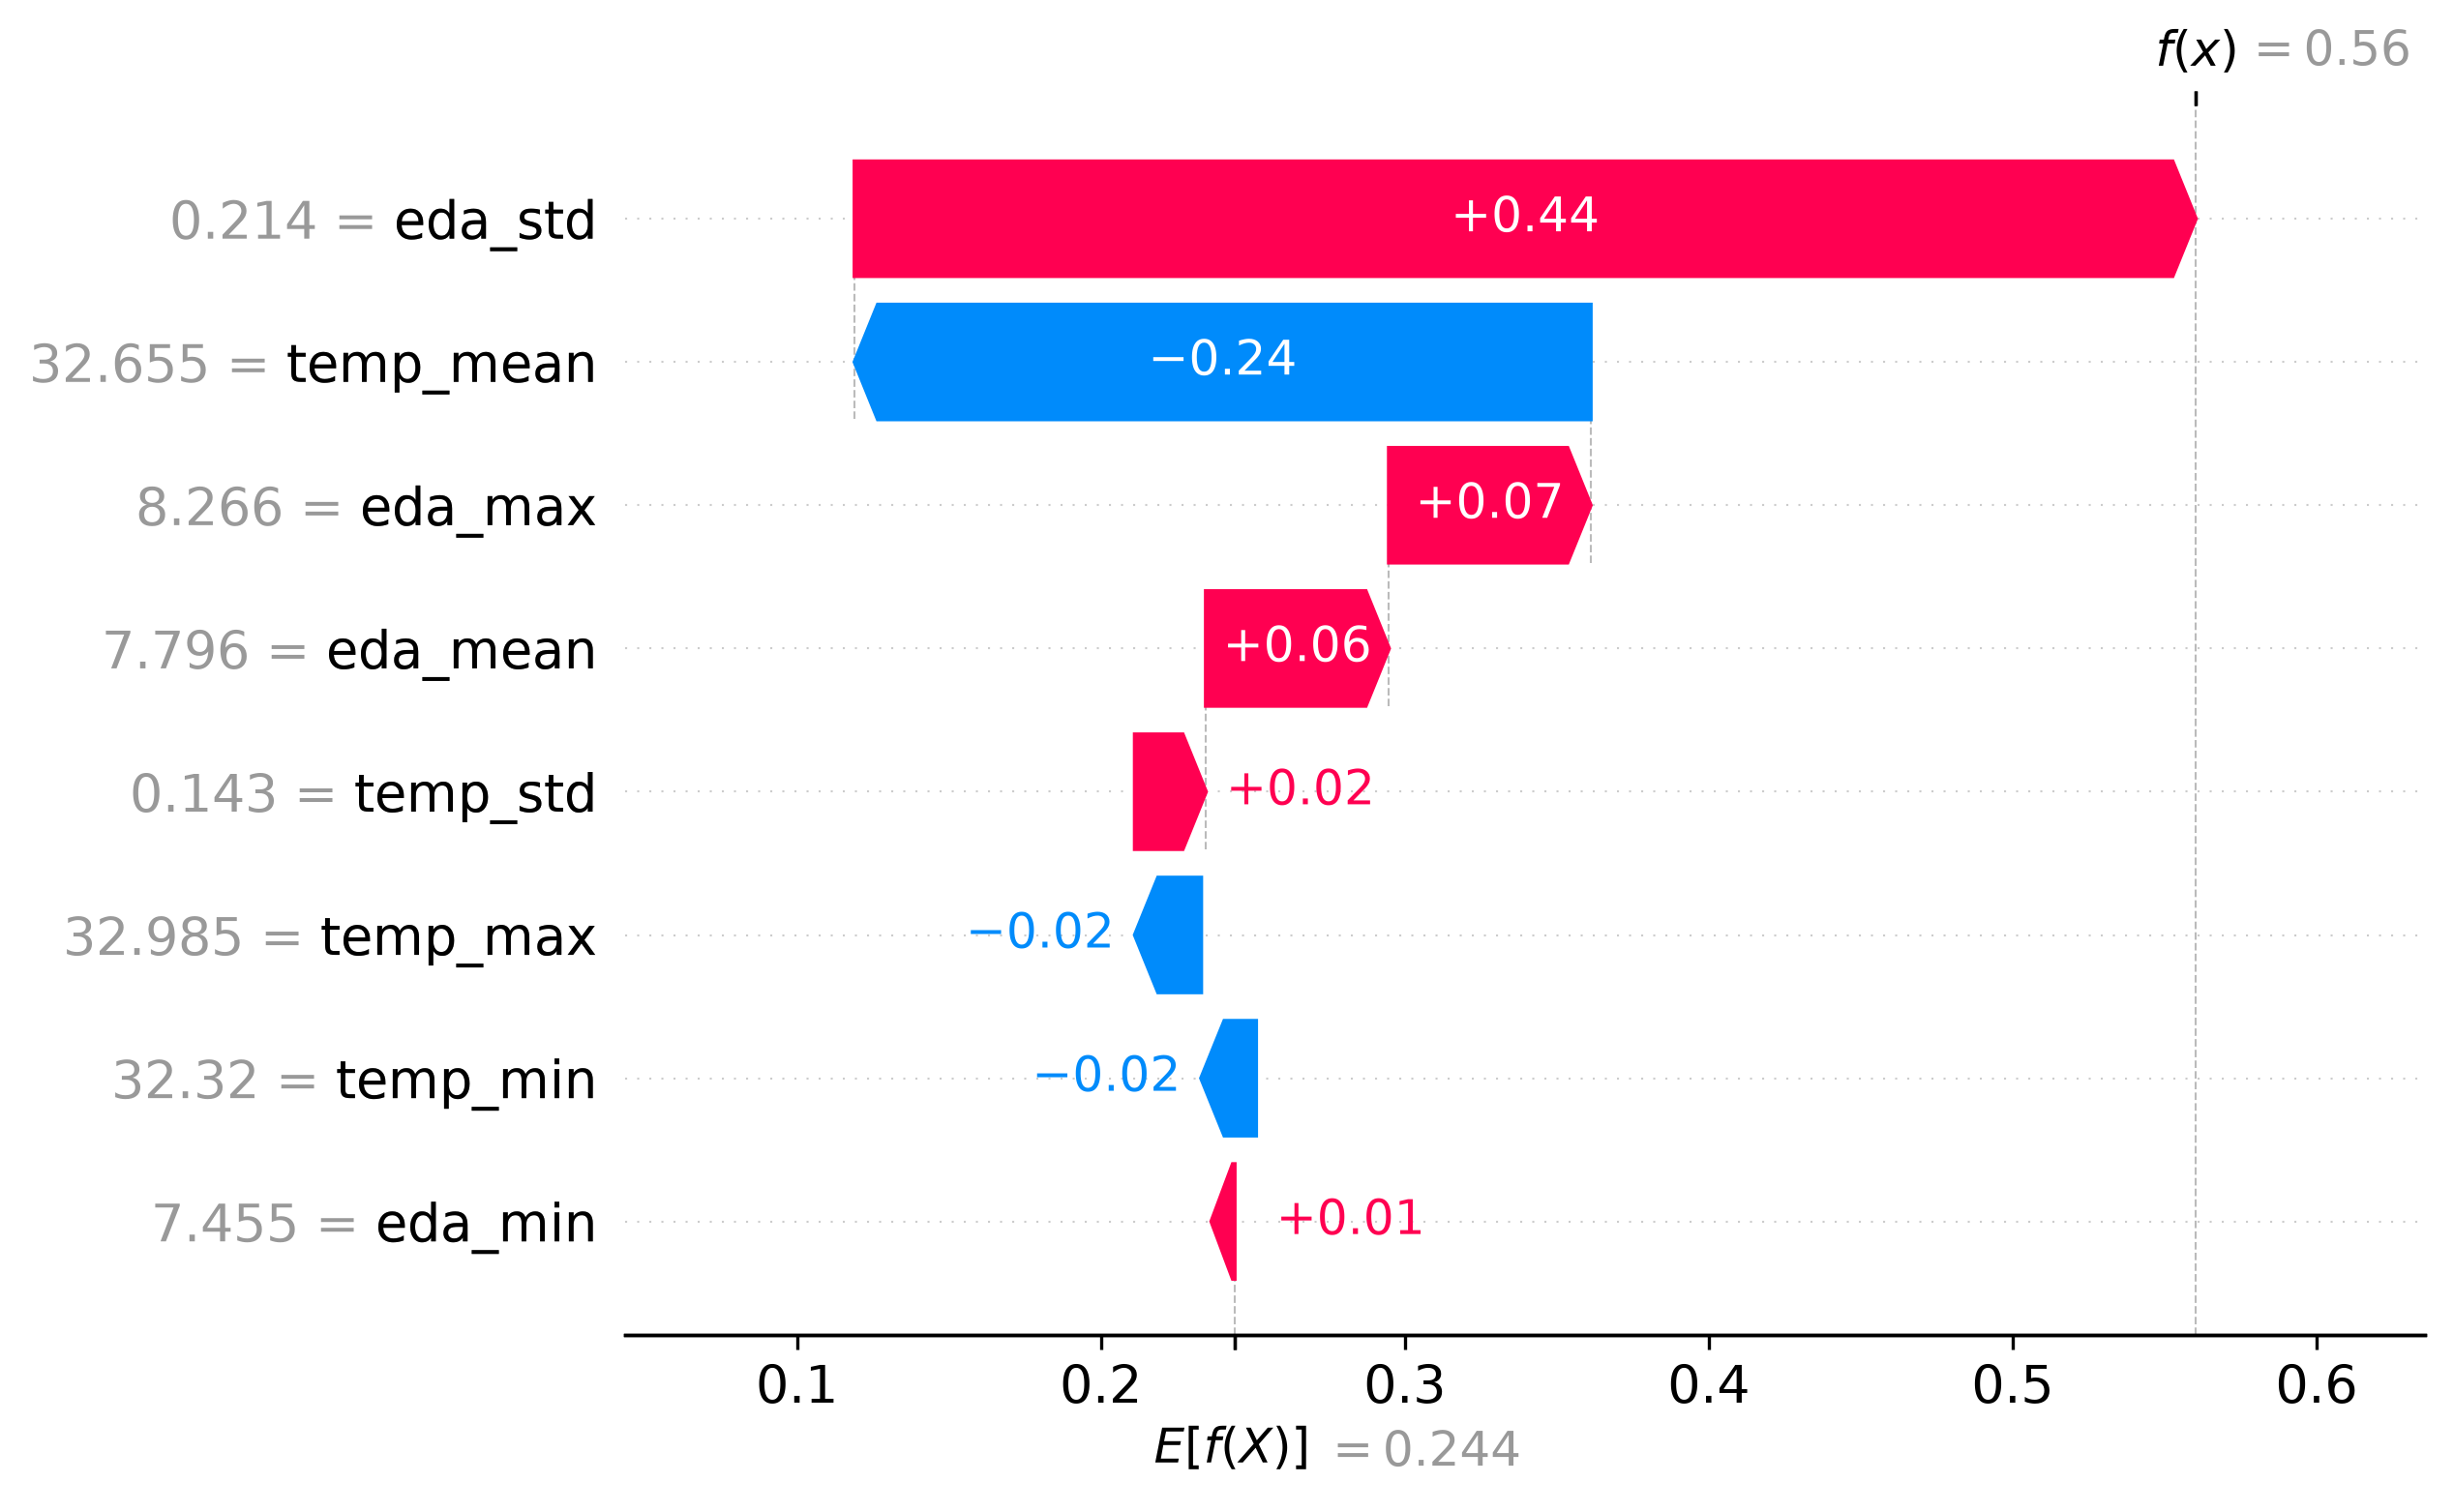 f(x) = 0.56
0.214 = eda_std +0.44
32.655 = temp_mean −0.24
8.266 = eda_max +0.07
7.796 = eda_mean +0.06
0.143 = temp_std +0.02
32.985 = temp_max −0.02
32.32 = temp_min −0.02
7.455 = eda_min +0.01
0.1 0.2 0.3 0.4 0.5 0.6
E[f(X)] = 0.244